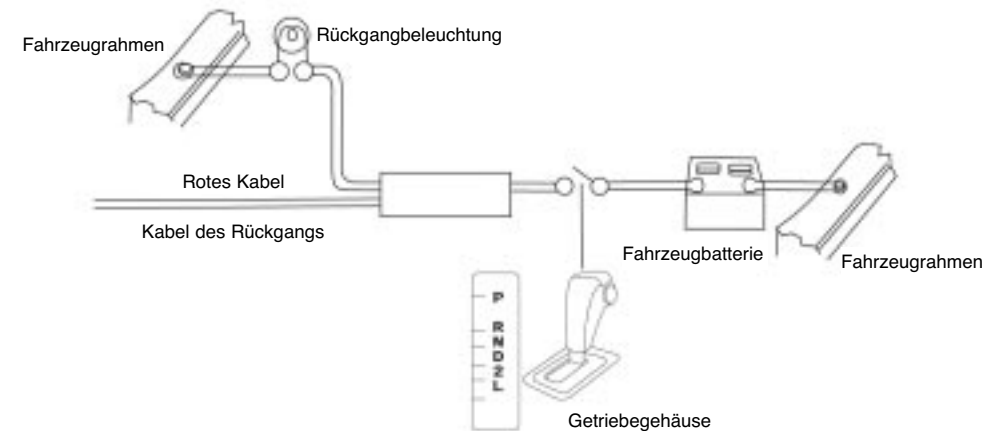 Rückgangbeleuchtung
Fahrzeugrahmen
Rotes Kabel
Kabel des Rückgangs
Fahrzeugbatterie
Fahrzeugrahmen
P
R
N
D
2
L
Getriebegehäuse